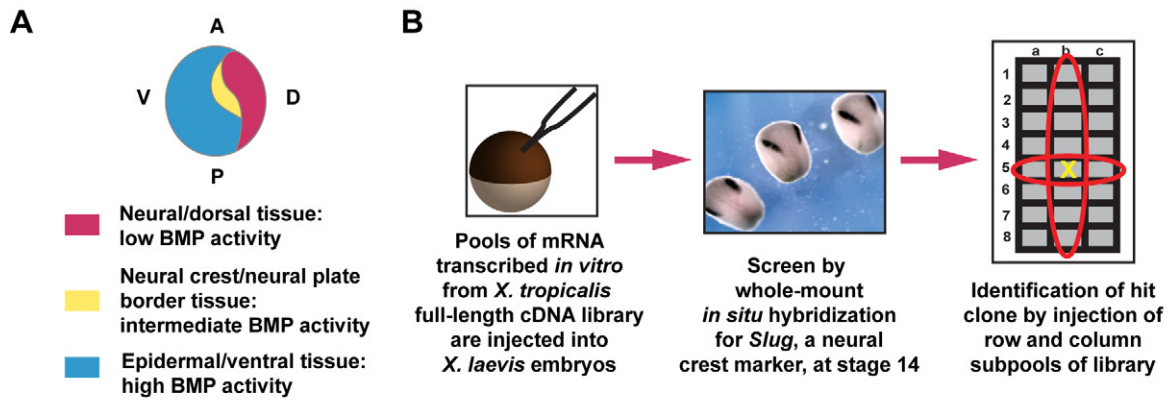 A
A
V
D
P
Neural/dorsal tissue:
low BMP activity
Neural crest/neural plate
border tissue:
intermediate BMP activity
Epidermal/ventral tissue:
high BMP activity
B
Pools of mRNA
transcribed in vitro
from X. tropicalis
full-length cDNA library
are injected into
X. laevis embryos
Screen by
whole-mount
in situ hybridization
for Slug, a neural
crest marker, at stage 14
a b c
1
2
3
4
5 X
6
7
8
Identification of hit
clone by injection of
row and column
subpools of library